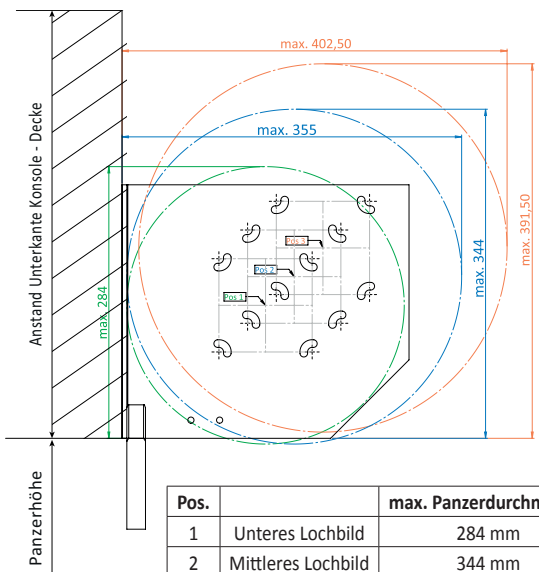 max. 402,50
max. 355
Anstand Unterkante Konsole - Decke
max. 284
Pos 3
Pos 2
Pos 1
max. 344
max. 391,50
Panzerhöhe
Pos. max. Panzerdurchm
1 Unteres Lochbild 284 mm
2 Mittleres Lochbild 344 mm